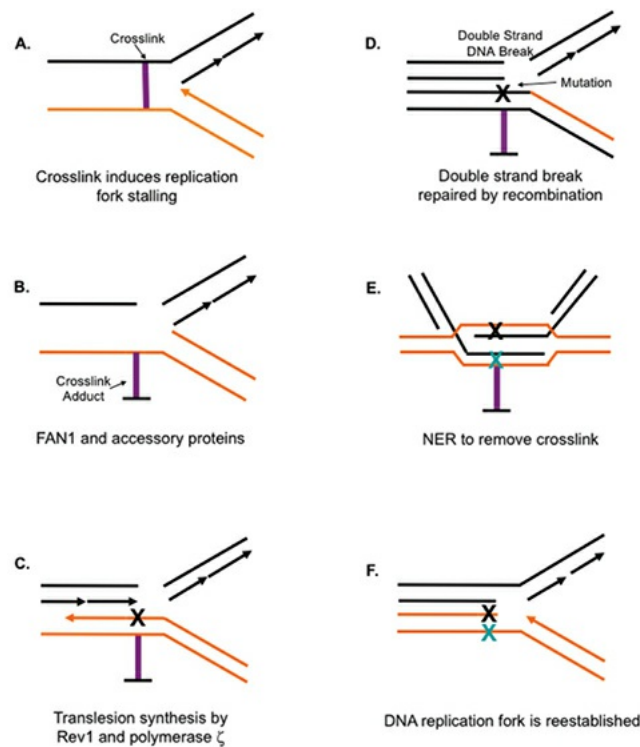 A.
Crosslink
Crosslink induces replication
fork stalling
B.
Crosslink
Adduct
FAN1 and accessory proteins
C.
X
Translesion synthesis by
Rev1 and polymerase ζ
D.
Double Strand
DNA Break
Mutation
X
Double strand break
repaired by recombination
E.
X
X
NER to remove crosslink
F.
X
X
DNA replication fork is reestablished